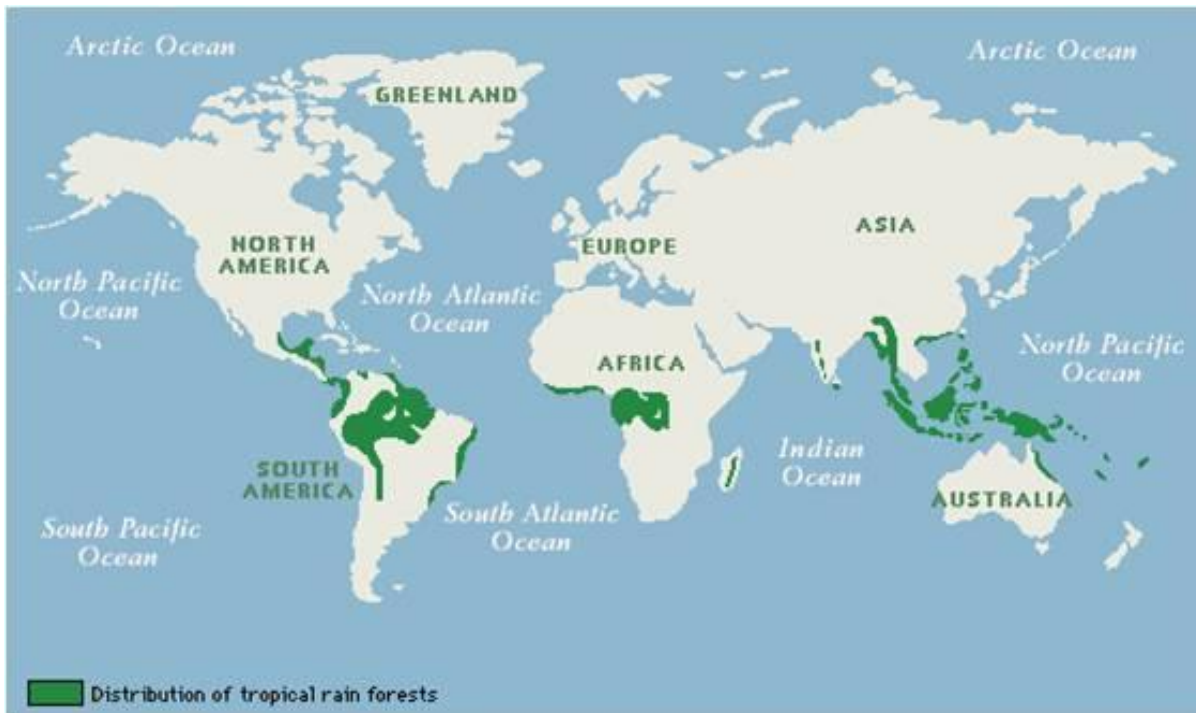 Arctic Ocean
Arctic Ocean
GREENLAND
NORTH
AMERICA
EUROPE
ASIA
North Pacific
Ocean
North Atlantic
Ocean
AFRICA
North Pacific
Ocean
SOUTH
AMERICA
Indian
Ocean
AUSTRALIA
South Pacific
Ocean
South Atlantic
Ocean
Distribution of tropical rain forests